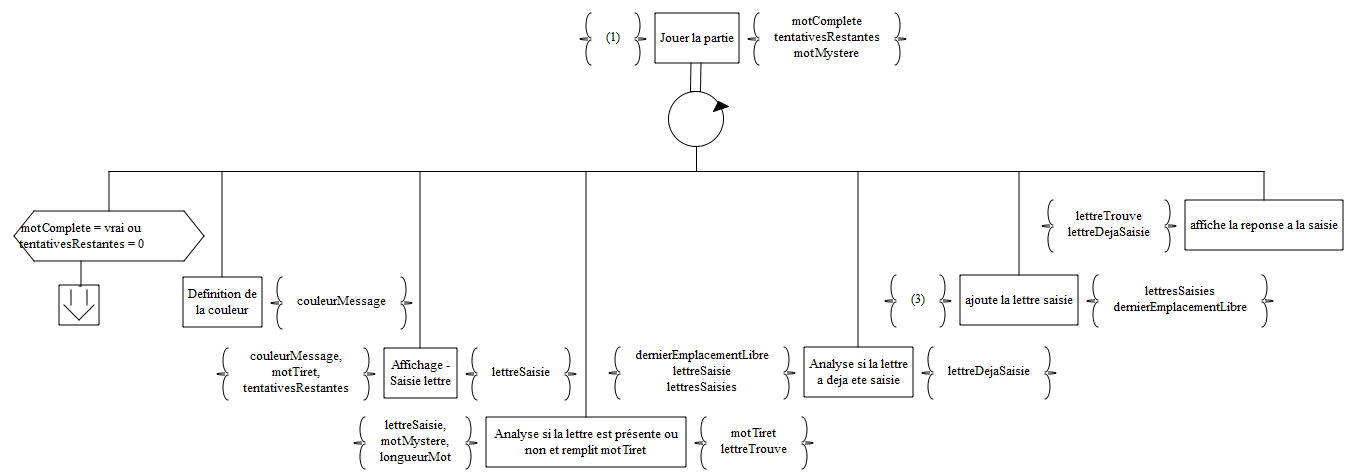 (1)
Jouer la partie
motComplete
tentativesRestantes
motMystere
motComplete = vrai ou
tentativesRestantes = 0
Definition de
la couleur
couleurMessage
couleurMessage,
motTiret,
tentativesRestantes
Affichage -
Saisie lettre
lettreSaisie
lettreSaisie,
motMystere,
longueurMot
Analyse si la lettre est présente ou
non et remplit motTiret
motTiret
lettreTrouve
dernierEmplacementLibre
lettreSaisie
lettresSaisies
Analyse si la lettre
a deja ete saisie
lettreDejaSaisie
(3)
ajoute la lettre saisie
lettresSaisies
dernierEmplacementLibre
lettreTrouve
lettreDejaSaisie
affiche la reponse a la saisie